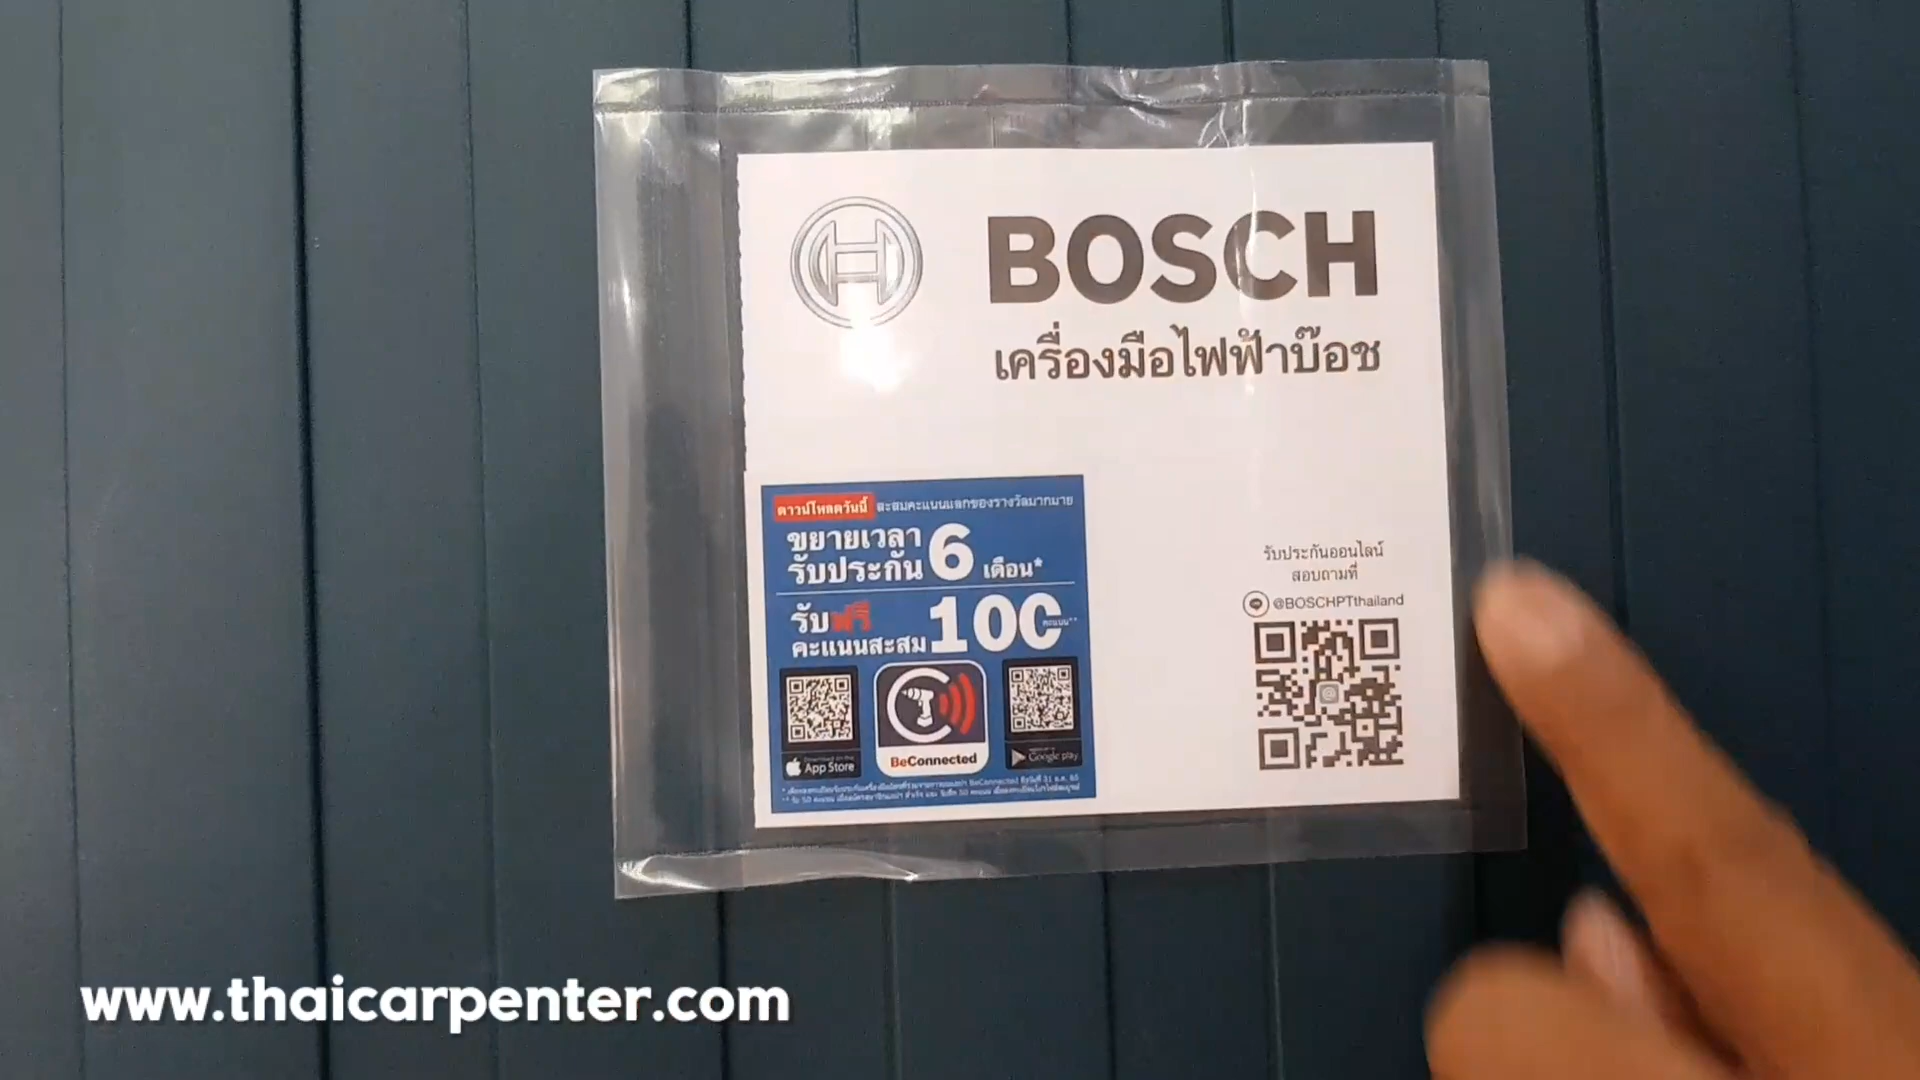 BOSCH
เครื่องมือไฟฟ้าบ๊อช
ดาวน์โหลดวันนี้ สะสมคะแนนแลกของรางวัลมากมาย
ขยายเวลา
รับประกัน 6 เดือน*
รับฟรี
คะแนนสะสม 100 คะแนน**
App Store
BeConnected
Google play
รับประกันออนไลน์
สอบถามที่
@BOSCHPTthailand
www.thaicarpenter.com